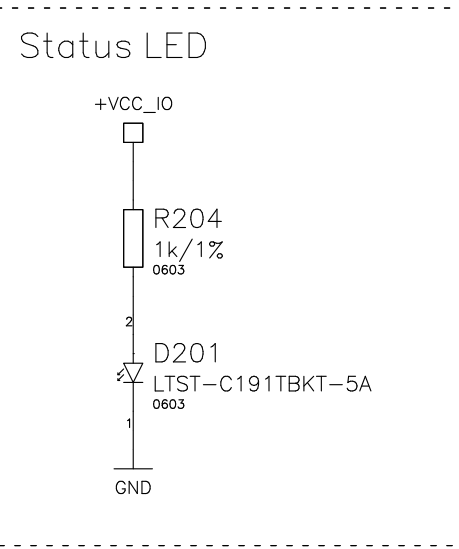 Status LED
+VCC_IO
R204
1k/1%
0603
2
D201
LTST-C191TBKT-5A
0603
1
GND